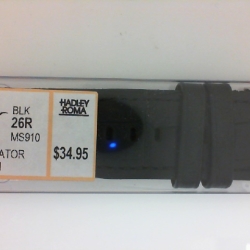 BLK
26R
MS910
ATOR
HADLEY
ROMA
$34.95